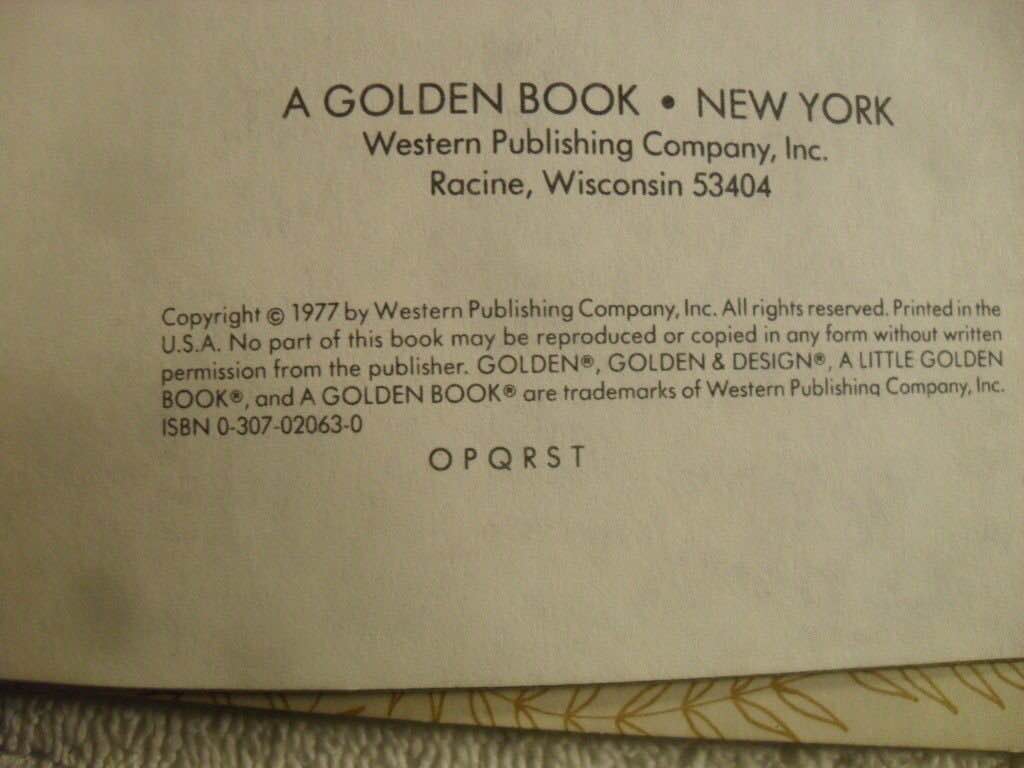 A GOLDEN BOOK • NEW YORK
Western Publishing Company, Inc.
Racine, Wisconsin 53404
Copyright © 1977 by Western Publishing Company, Inc. All rights reserved. Printed in the
U.S.A. No part of this book may be reproduced or copied in any form without written
permission from the publisher. GOLDEN®, GOLDEN & DESIGN®, A LITTLE GOLDEN
BOOK®, and A GOLDEN BOOK® are trademarks of Western Publishing Company, Inc.
ISBN 0-307-02063-0
O P Q R S T